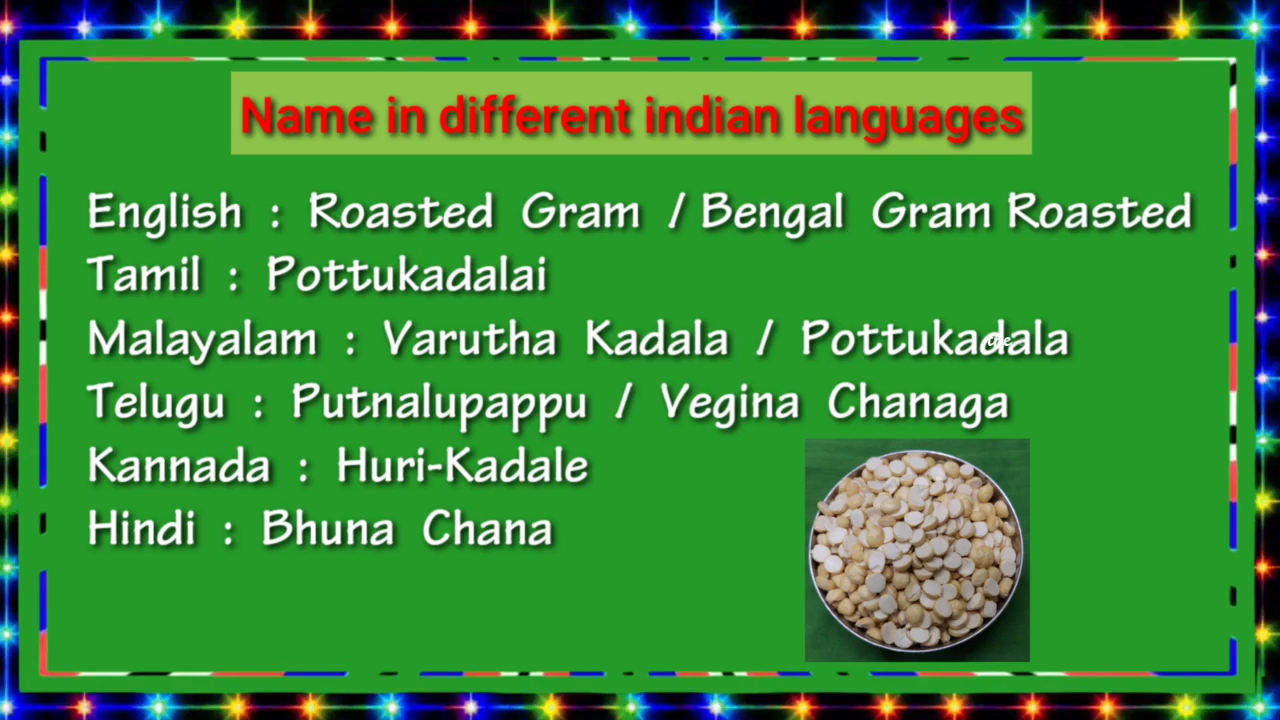 Name in different indian languages
English : Roasted Gram / Bengal Gram Roasted
Tamil : Pottukadalai
Malayalam : Varutha Kadala / Pottukadala
Telugu : Putnalupappu / Vegina Chanaga
Kannada : Huri-Kadale
Hindi : Bhuna Chana